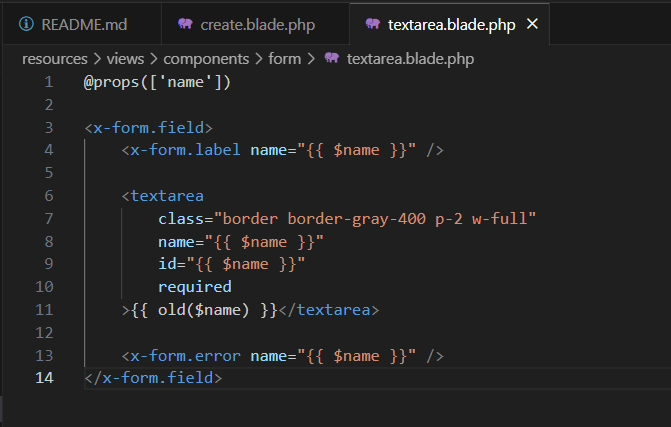 README.md create.blade.php textarea.blade.php
resources > views > components > form > textarea.blade.php
1 @props(['name'])
2
3 <x-form.field>
4 <x-form.label name="{{ $name }}" />
5
6 <textarea
7 class="border border-gray-400 p-2 w-full"
8 name="{{ $name }}"
9 id="{{ $name }}"
10 required
11 >{{ old($name) }}</textarea>
12
13 <x-form.error name="{{ $name }}" />
14 </x-form.field>